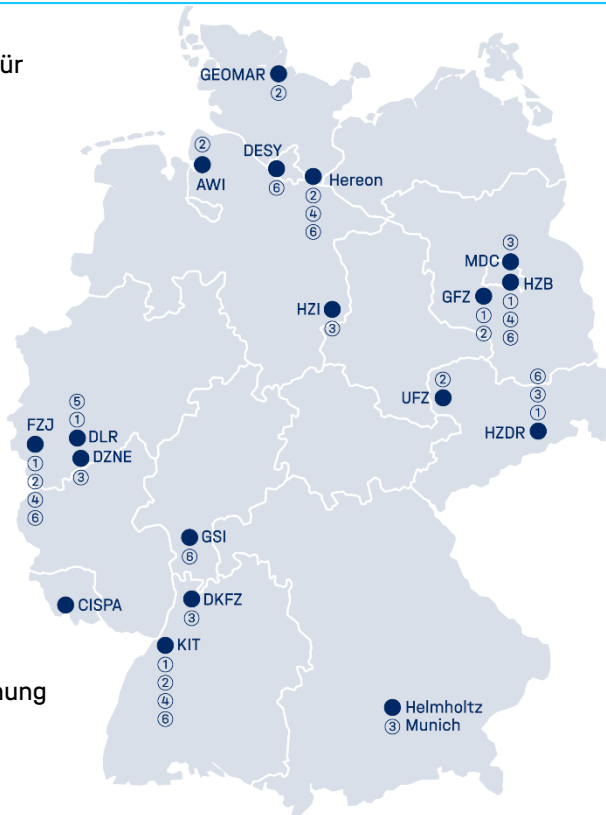 ür
GEOMAR
②
②
AWI
DESY
⑥
Hereon
②
④
⑥
③
MDC
HZB
①
④
⑥
GFZ
①
②
HZI
③
②
UFZ
⑥
③
①
HZDR
FZJ
①
②
④
⑥
⑤
①
DLR
DZNE
③
GSI
⑥
CISPA
DKFZ
③
KIT
①
②
④
⑥
nung
Helmholtz
③ Munich